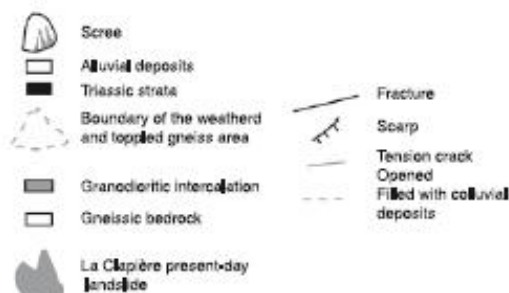 Scree
Alluvial deposits
Triassic strata
Boundary of the weatherd
and toppled gneiss area
Granodioritic intercalation
Gneissic bedrock
La Clapière present-day
landslide
Fracture
Scarp
Tension crack
Opened
Filled with colluvial
deposits